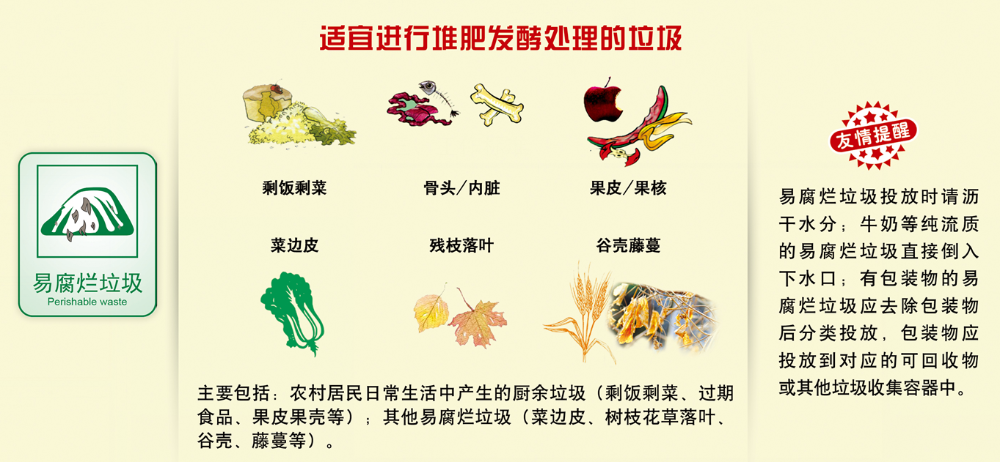 适宜进行堆肥发酵处理的垃圾
易腐烂垃圾
Perishable waste
剩饭剩菜
骨头/内脏
果皮/果核
菜边皮
残枝落叶
谷壳藤蔓
主要包括：农村居民日常生活中产生的厨余垃圾（剩饭剩菜、过期
食品、果皮果壳等）；其他易腐烂垃圾（菜边皮、树枝花草落叶、
谷壳、藤蔓等）。
友情提醒
易腐烂垃圾投放时请沥
干水分；牛奶等纯流质
的易腐烂垃圾直接倒入
下水口；有包装物的易
腐烂垃圾应去除包装物
后分类投放，包装物应
投放到对应的可回收物
或其他垃圾收集容器中。